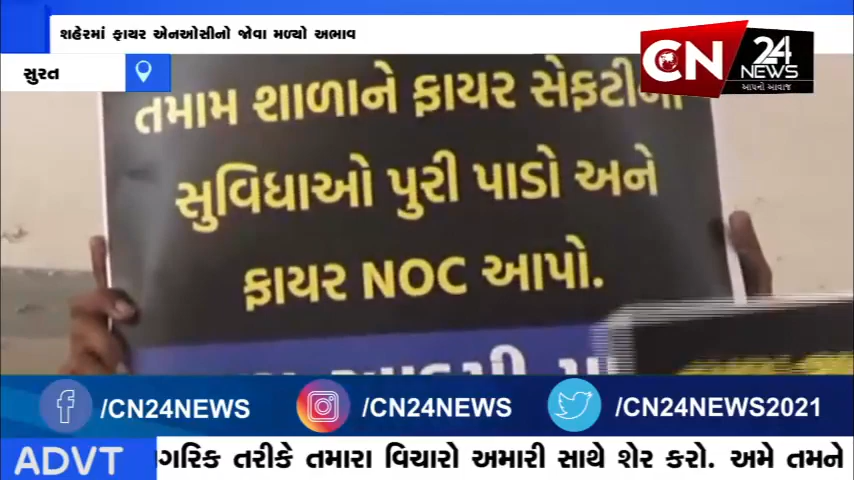 શહેરમાં ફાયર એનઓસીનો જોવા મળ્યો અભાવ
સુરત
CN 24 NEWS
આપનો આવાજ
તમામ શાળાને ફાયર સેફટીની
સુવિધાઓ પુરી પાડો અને
ફાયર NOC આપો.
/CN24NEWS /CN24NEWS /CN24NEWS2021
ADVT ગરિક તરીકે તમારા વિચારો અમારી સાથે શેર કરો. અમે તમને